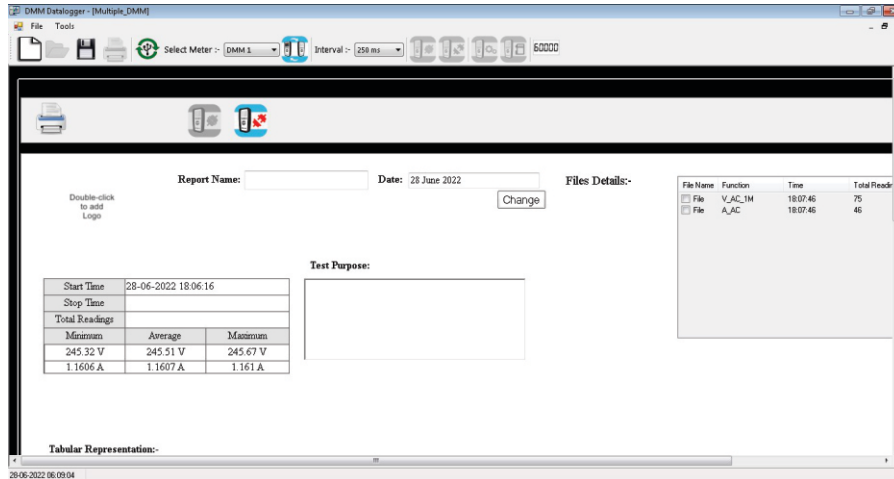 DMM Datalogger - [Multiple_DMM]
File Tools
Select Meter :- DMM 1 Interval :- 250 ms 60000
Report Name: Date: 28 June 2022 Files Details:-
Change
Double-click
to add
Logo
File Name Function Time Total Readir
File V_AC_1M 18:07:46 75
File A_AC 18:07:46 46
Test Purpose:
Start Time 28-06-2022 18:06:16
Stop Time
Total Readings
Minimum Average Maximum
245.32 V 245.51 V 245.67 V
1.1606 A 1.1607 A 1.161 A
Tabular Representation:-
28-06-2022 06:09:04